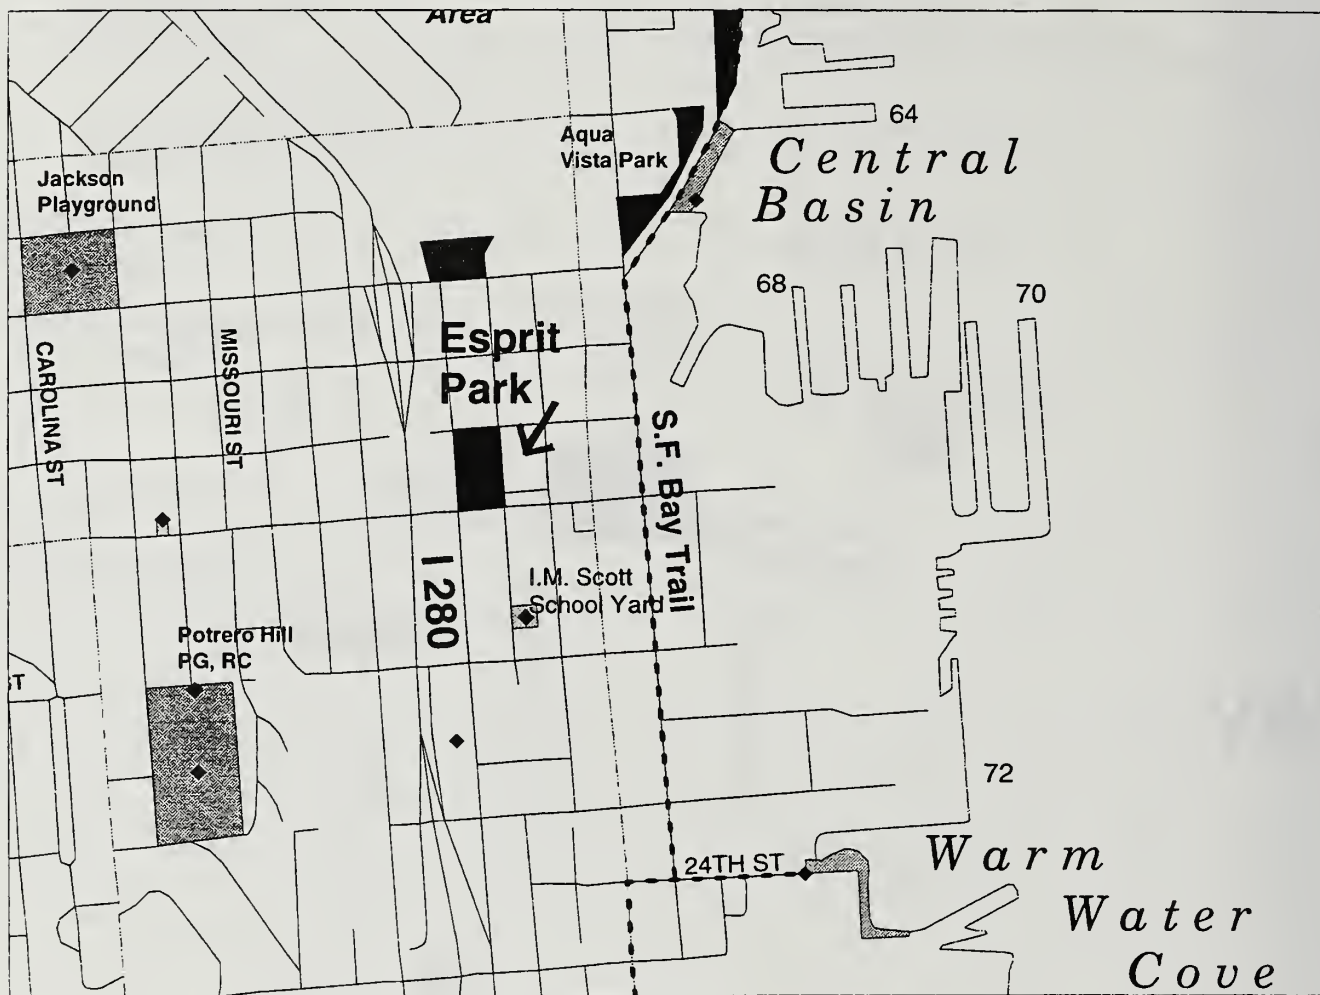 Area
64
Aqua
Vista Park
Central
Basin
Jackson
Playground
68
70
Esprit
Park
CAROLINA ST
MISSOURI ST
S.F. Bay Trail
I 280
I.M. Scott
School Yard
Potrero Hill
PG, RC
ST
72
24TH ST
Warm
Water
Cove